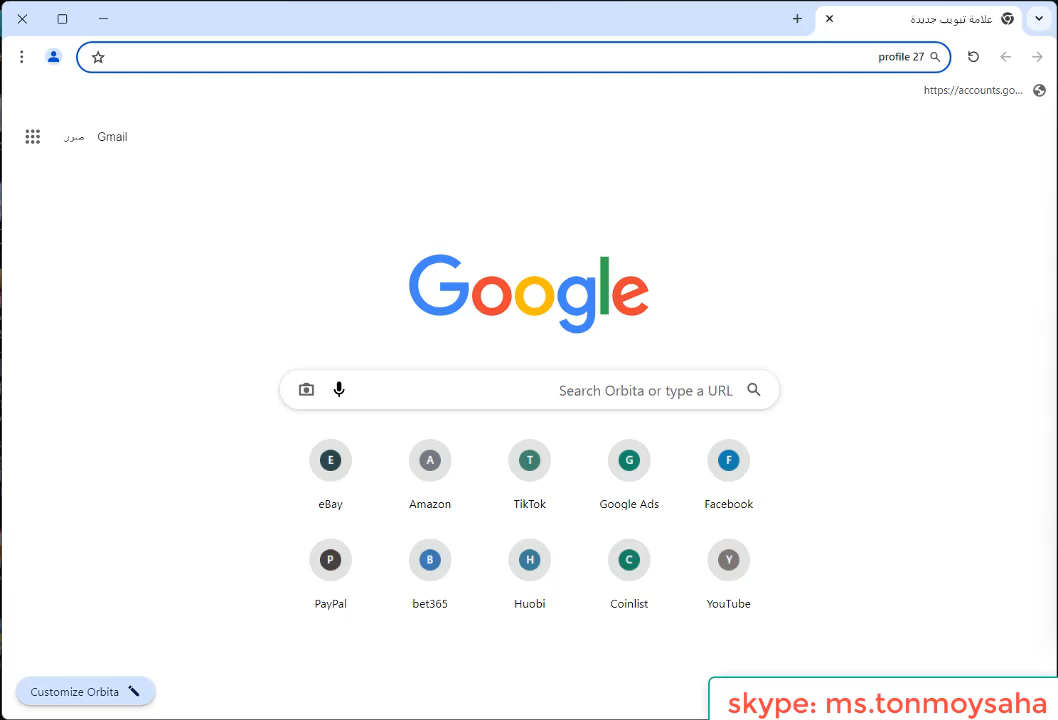 علامة تبويب جديدة
profile 27
https://accounts.go...
صور Gmail
Google
Search Orbita or type a URL
E A T G F
eBay Amazon TikTok Google Ads Facebook
P B H C Y
PayPal bet365 Huobi Coinlist YouTube
Customize Orbita
skype: ms.tonmoysaha